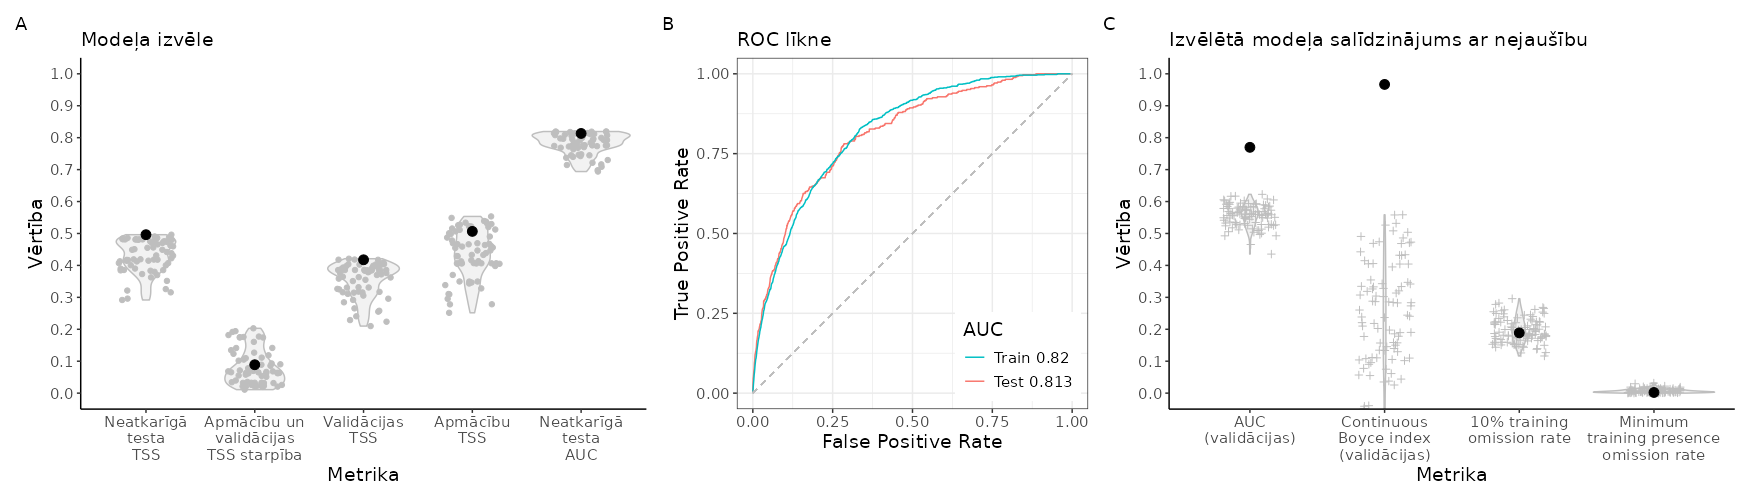 A
Modeļa izvēle
Vērtība
1.0
0.9
0.8
0.7
0.6
0.5
0.4
0.3
0.2
0.1
0.0
Neatkarīgā
testa
TSS
Apmācību un
validācijas
TSS starpība
Validācijas
TSS
Apmācību
TSS
Neatkarīgā
testa
AUC
Metrika
B
ROC līkne
True Positive Rate
1.00
0.75
0.50
0.25
0.00
AUC
Train 0.82
Test 0.813
0.00
0.25
0.50
0.75
1.00
False Positive Rate
C
Izvēlētā modeļa salīdzinājums ar nejaušību
Vērtība
1.0
0.9
0.8
0.7
0.6
0.5
0.4
0.3
0.2
0.1
0.0
AUC
(validācijas)
Continuous
Boyce index
(validācijas)
10% training
omission rate
Minimum
training presence
omission rate
Metrika